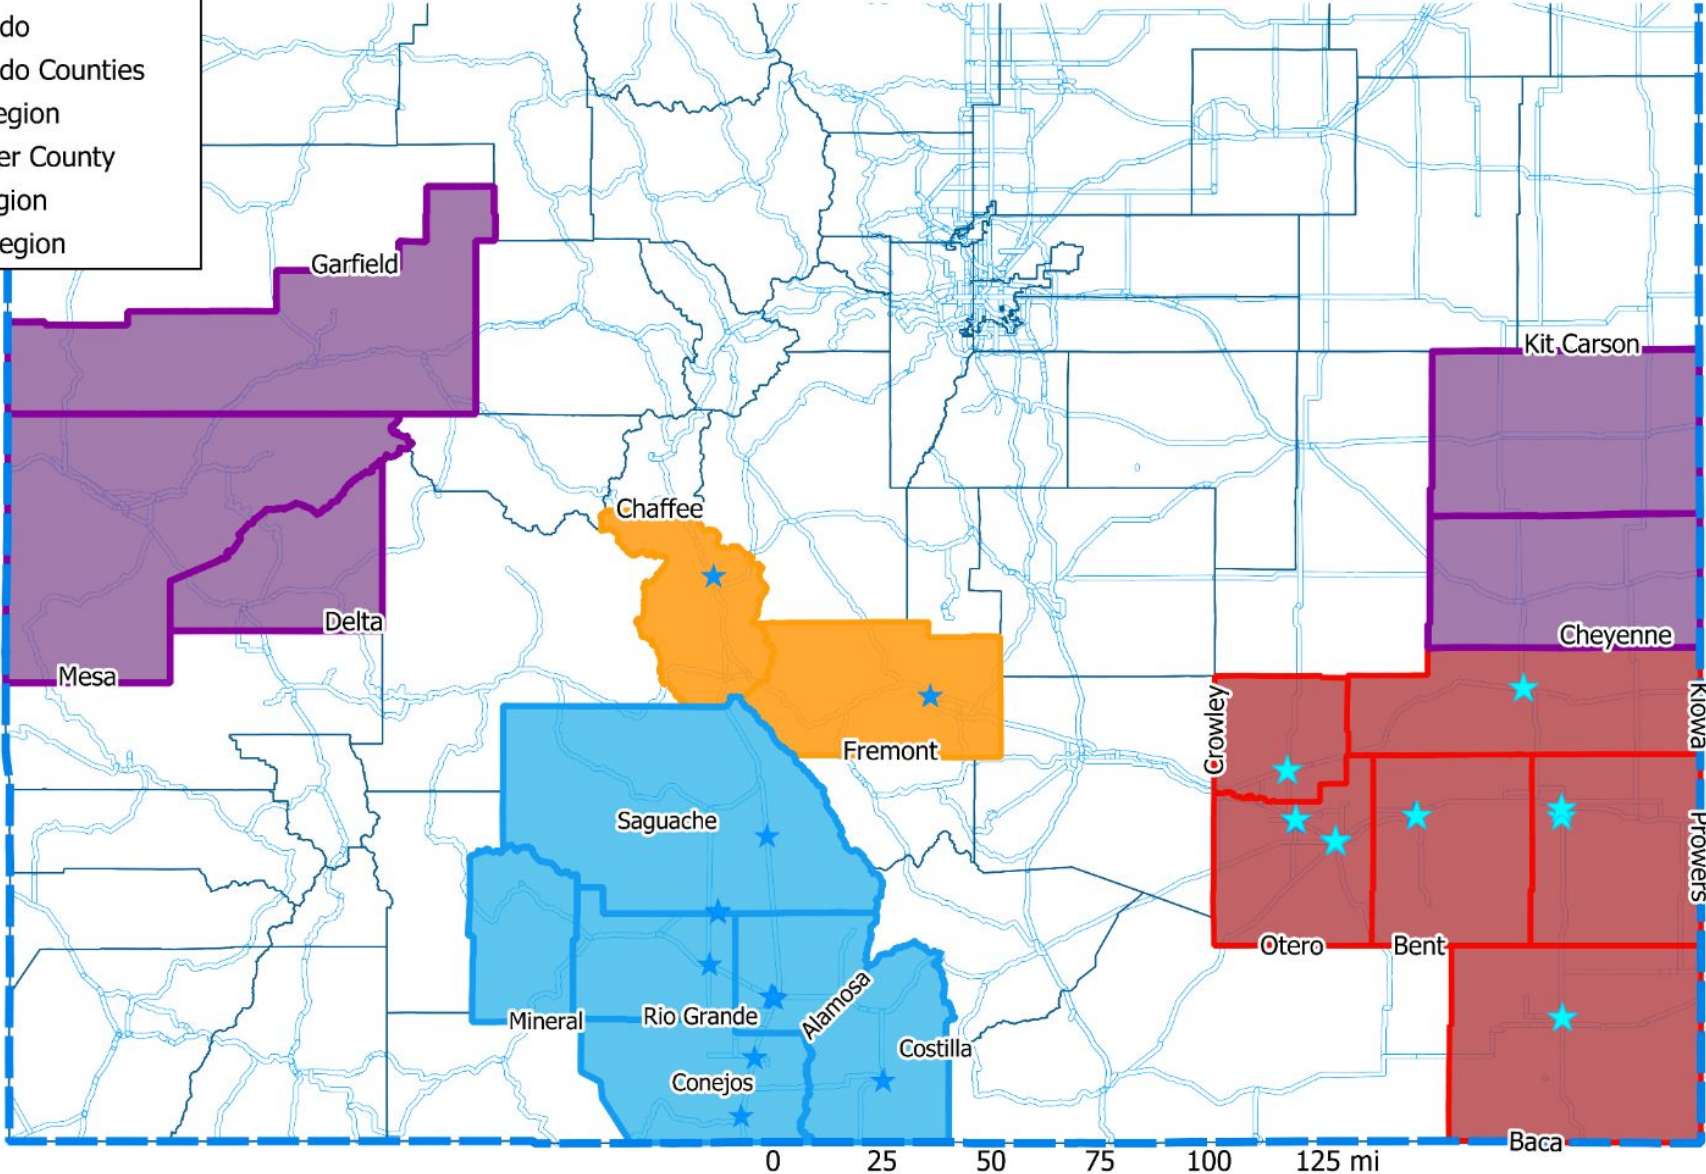 do
do Counties
egion
er County
gion
egion
Garfield
Kit Carson
Chaffee
Delta
Cheyenne
Mesa
Crowley
Kiowa
Fremont
Saguache
Prowers
Otero
Bent
Alamosa
Mineral
Rio Grande
Costilla
Conejos
Baca
0 25 50 75 100 125 mi